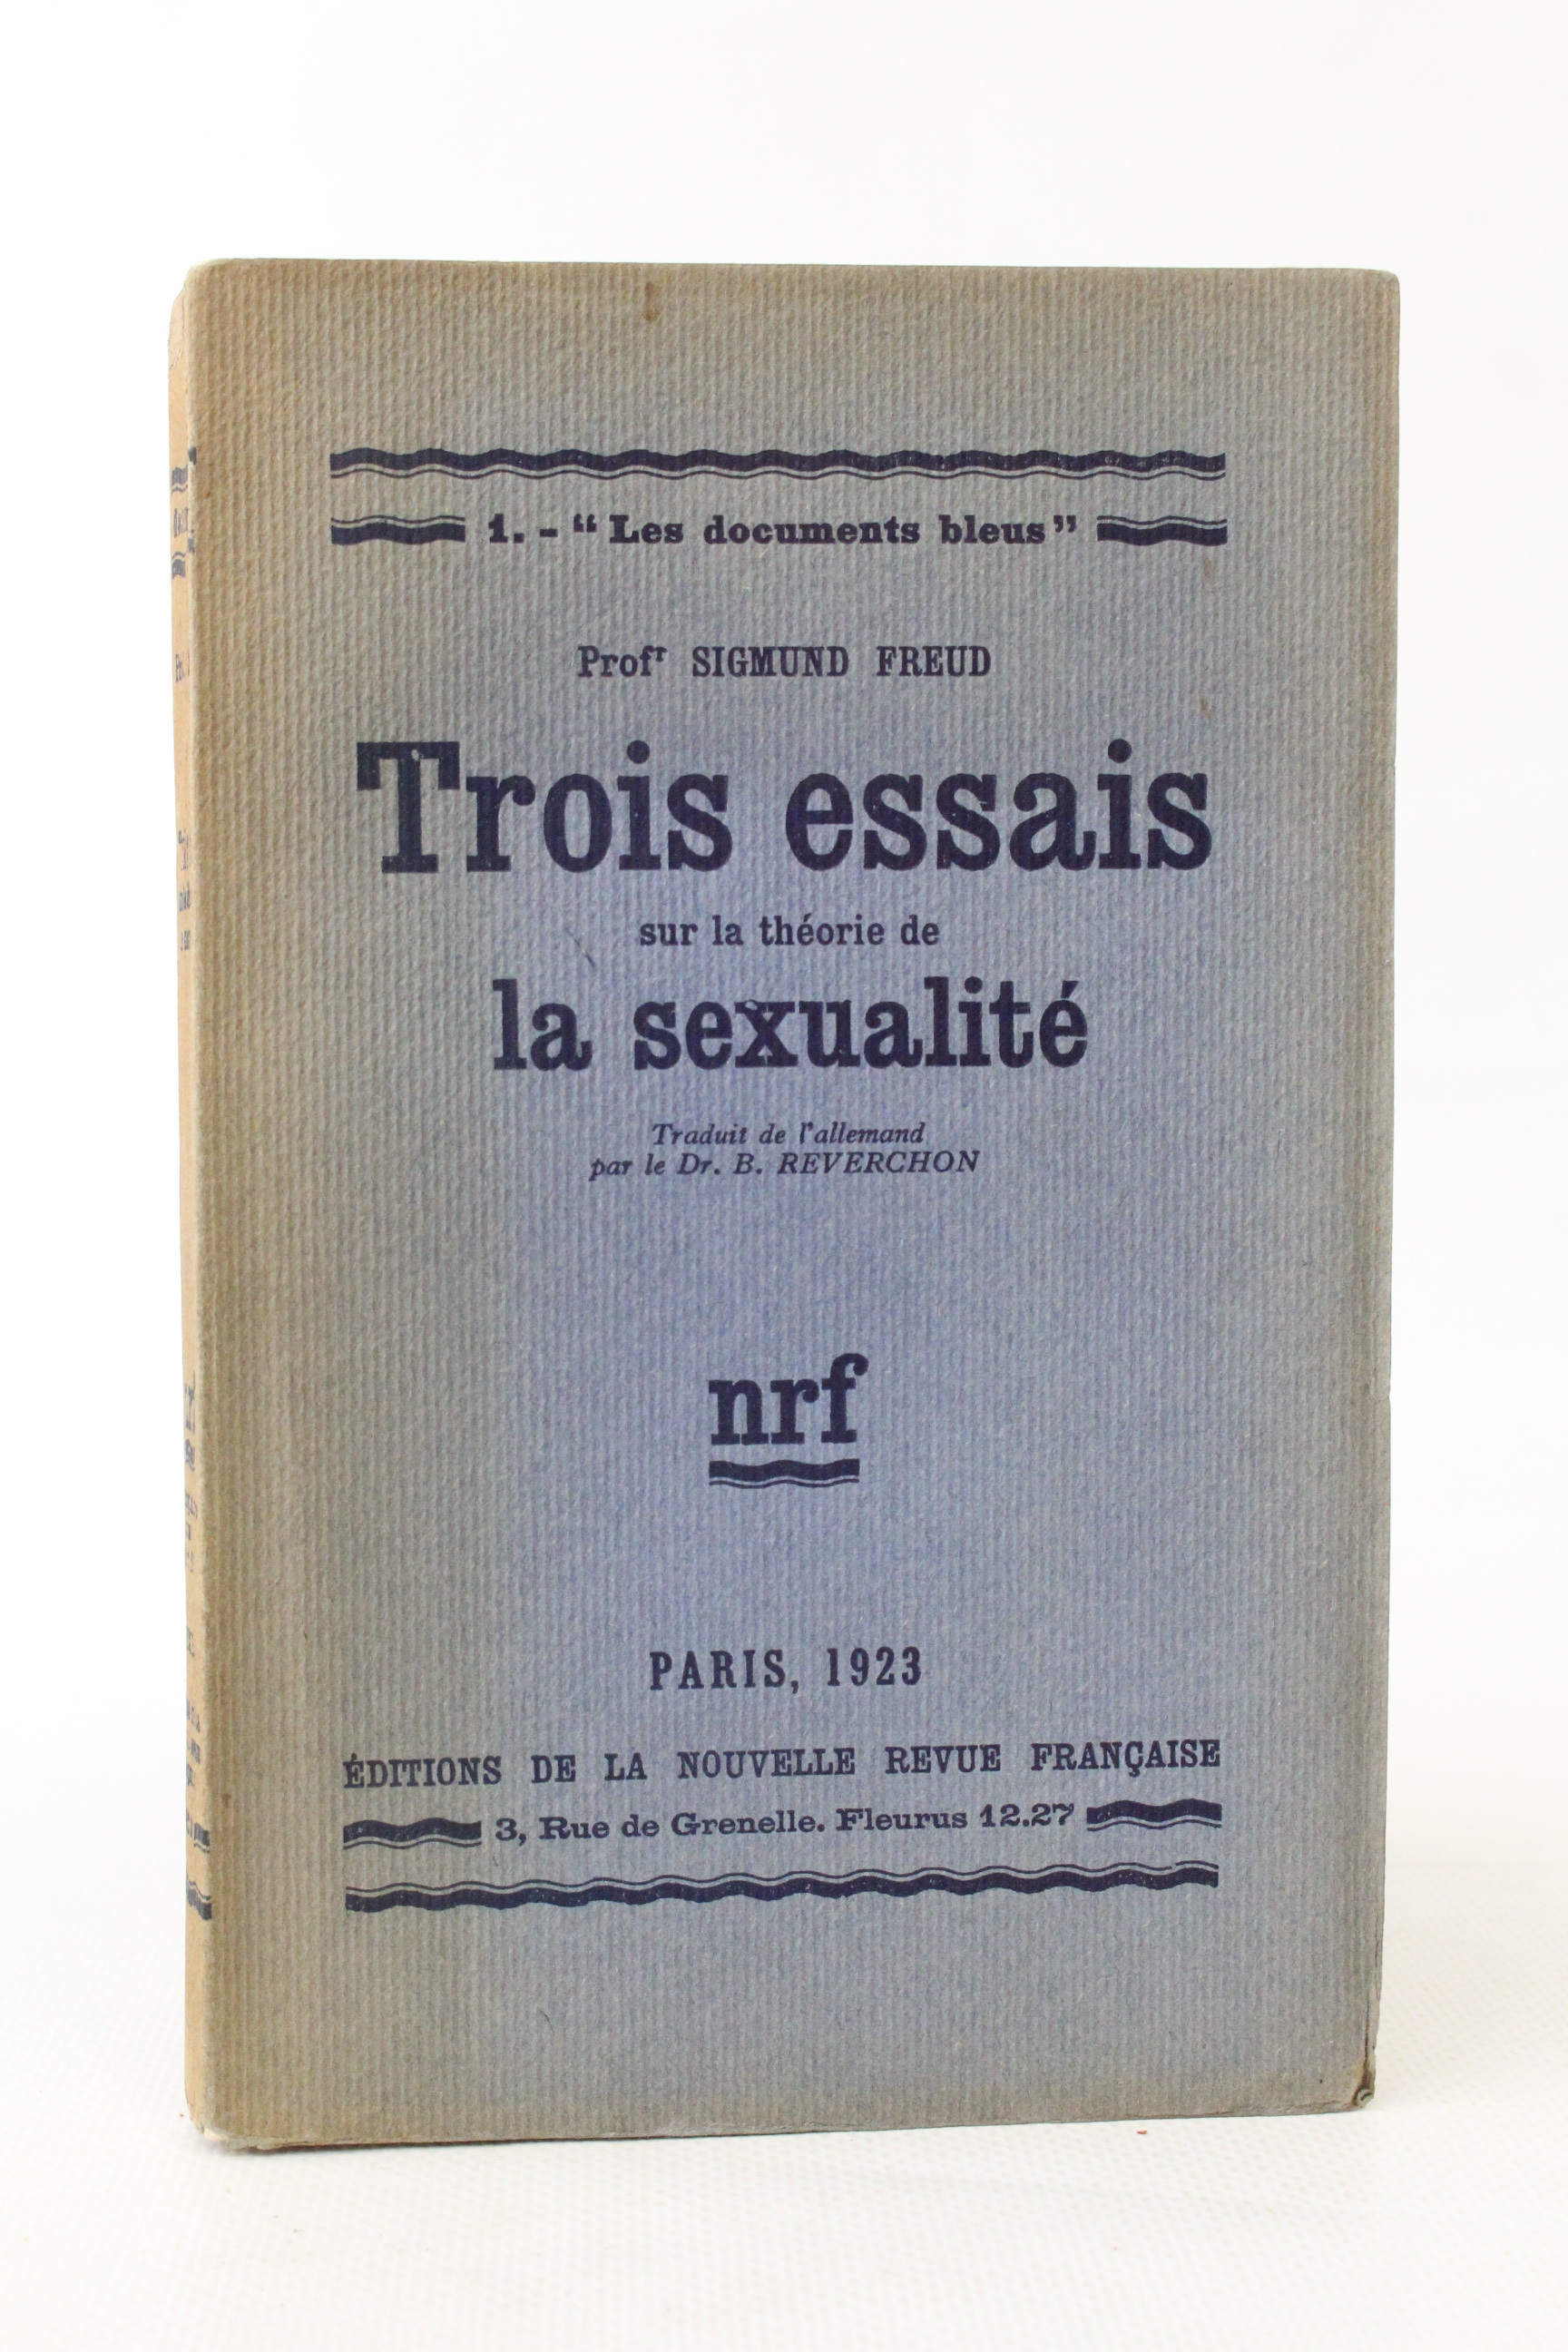 1. - “Les documents bleus”
Profr SIGMUND FREUD
Trois essais
sur la théorie de
la sexualité
Traduit de l'allemand
par le Dr. B. REVERCHON
nrf
PARIS, 1923
ÉDITIONS DE LA NOUVELLE REVUE FRANÇAISE
3, Rue de Grenelle. Fleurus 12.27